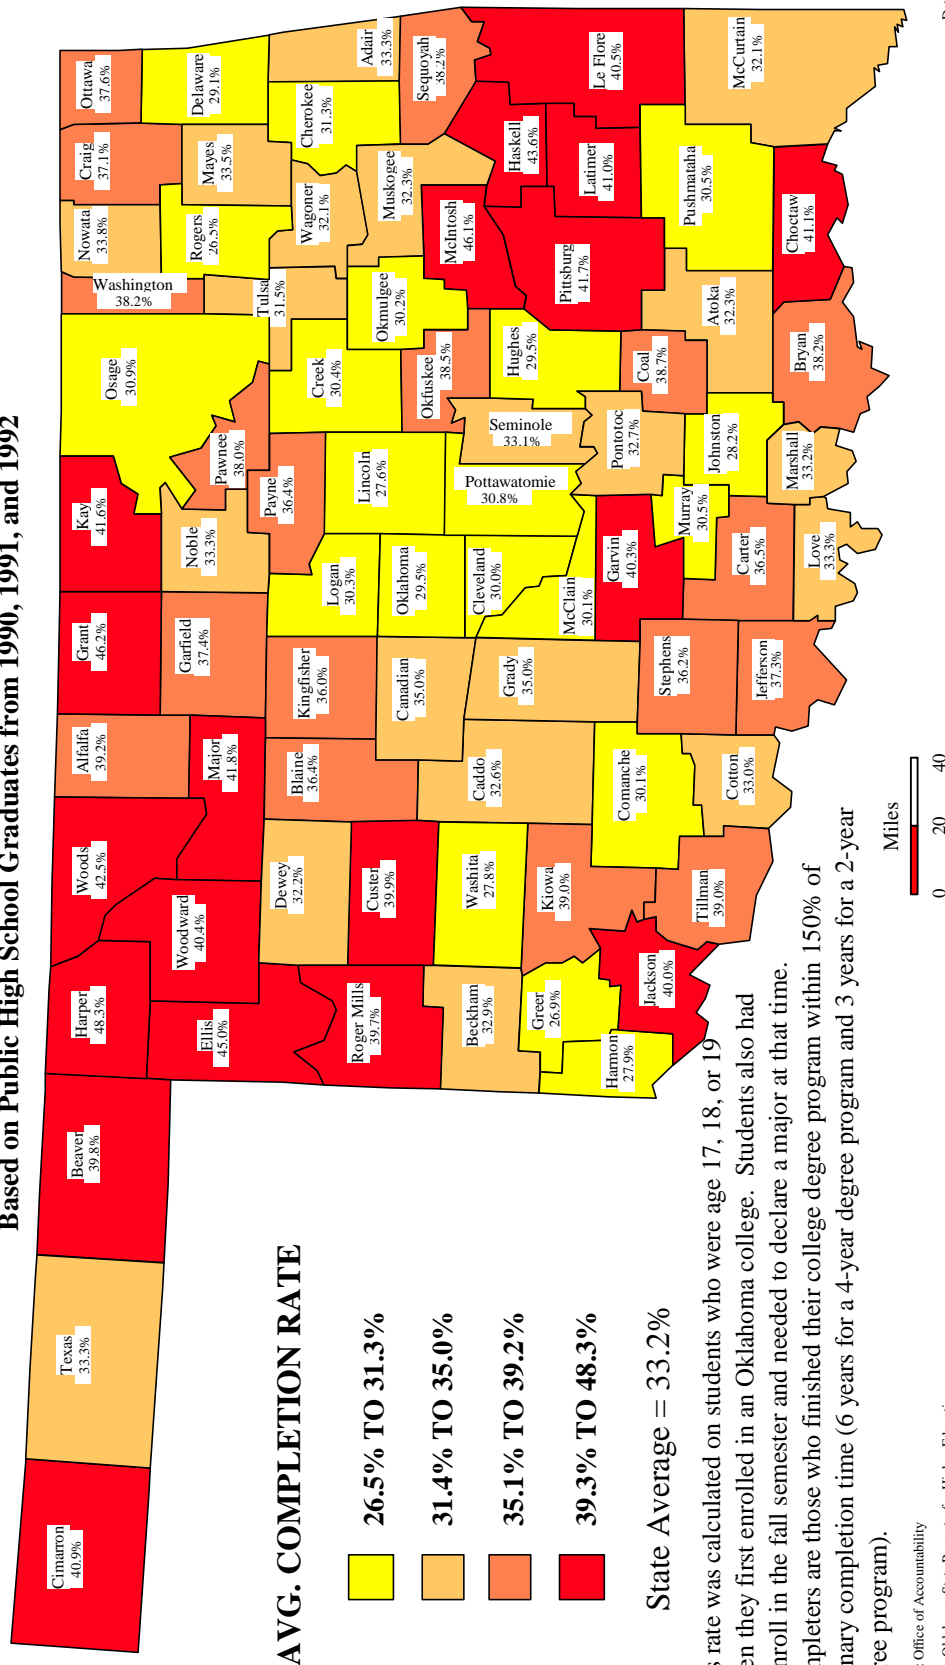 Based on Public High School Graduates from 1990, 1991, and 1992
Cimarron
40.9%
Texas
33.3%
Beaver
39.8%
Harper
48.3%
Woods
42.5%
Alfalfa
39.2%
Grant
46.2%
Kay
41.6%
Osage
30.9%
Washington
38.2%
Nowata
33.8%
Craig
37.1%
Ottawa
37.6%
Ellis
45.0%
Woodward
40.4%
Major
41.8%
Garfield
37.4%
Noble
33.3%
Pawnee
38.0%
Rogers
26.5%
Mayes
33.5%
Delaware
29.1%
Roger Mills
39.7%
Dewey
32.2%
Blaine
36.4%
Kingfisher
36.0%
Logan
30.3%
Payne
36.4%
Creek
30.4%
Tulsa
31.5%
Wagoner
32.1%
Cherokee
31.3%
Adair
33.3%
Custer
39.9%
Canadian
35.0%
Oklahoma
29.5%
Lincoln
27.6%
Okfuskee
38.5%
Okmulgee
30.2%
Muskogee
32.3%
Sequoyah
38.2%
Beckham
32.9%
Washita
27.8%
Caddo
32.6%
Grady
35.0%
Cleveland
30.0%
Pottawatomie
30.8%
Seminole
33.1%
Hughes
29.5%
McIntosh
46.1%
Haskell
43.6%
Greer
26.9%
Kiowa
39.0%
McClain
30.1%
Pontotoc
32.7%
Pittsburg
41.7%
Latimer
41.0%
Le Flore
40.5%
Harmon
27.9%
Jackson
40.0%
Comanche
30.1%
Stephens
36.2%
Garvin
40.3%
Murray
30.5%
Coal
38.7%
Pushmataha
30.5%
Tillman
39.0%
Cotton
33.0%
Jefferson
37.3%
Carter
36.5%
Johnston
28.2%
Atoka
32.3%
McCurtain
32.1%
Love
33.3%
Marshall
33.2%
Bryan
38.2%
Choctaw
41.1%
AVG. COMPLETION RATE
26.5% TO 31.3%
31.4% TO 35.0%
35.1% TO 39.2%
39.3% TO 48.3%
State Average = 33.2%
rate was calculated on students who were age 17, 18, or 19
they first enrolled in an Oklahoma college. Students also had
in the fall semester and needed to declare a major at that time.
are those who finished their college degree program within 150% of
completion time (6 years for a 4-year degree program and 3 years for a 2-year
program).
Miles
0 20 40
Office of Accountability